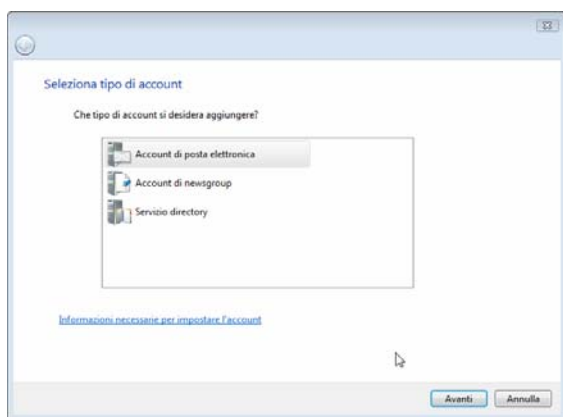 Seleziona tipo di account
Che tipo di account si desidera aggiungere?
Account di posta elettronica
Account di newsgroup
Servizio directory
Informazioni necessarie per impostare l'account
Avanti
Annulla